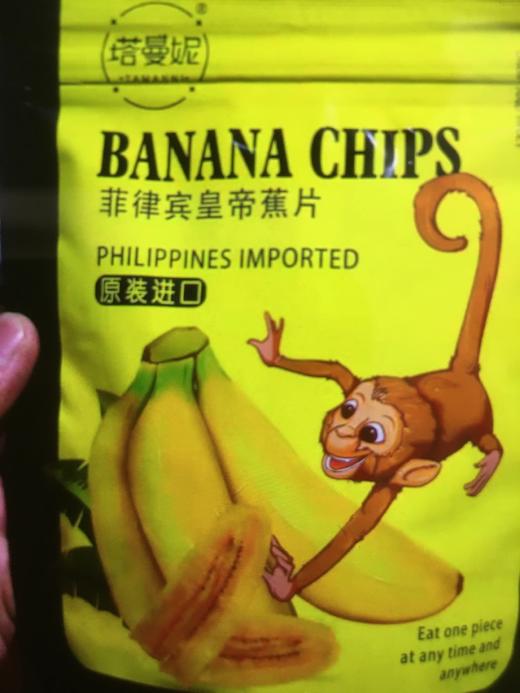 ®
塔曼妮
TAMANNI
BANANA CHIPS
菲律宾皇帝蕉片
PHILIPPINES IMPORTED
原装进口
Eat one piece
at any time and
anywhere